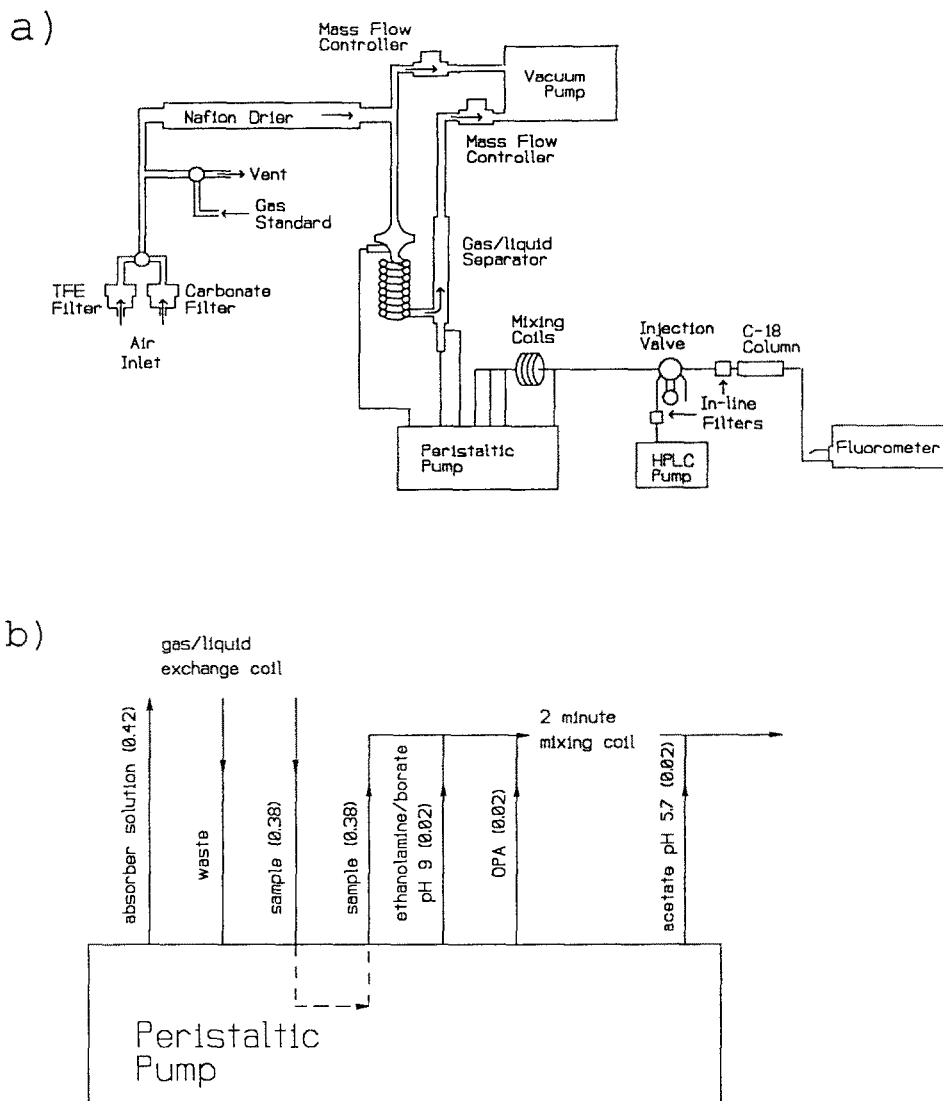 a)
Mass Flow
Controller
Vacuum
Pump
Nafion Drier
Mass Flow
Controller
Vent
Gas
Standard
Gas/liquid
Separator
TFE
Filter
Carbonate
Filter
Air
Inlet
Mixing
Coils
Injection
Valve
C-18
Column
In-line
Filters
Peristaltic
Pump
HPLC
Pump
Fluorometer
b)
gas/liquid
exchange coil
2 minute
mixing coil
absorber solution (0.42)
waste
sample (0.38)
sample (0.38)
ethanolamine/borate
pH 9 (0.02)
OPA (0.02)
acetate pH 5.7 (0.02)
Peristaltic
Pump